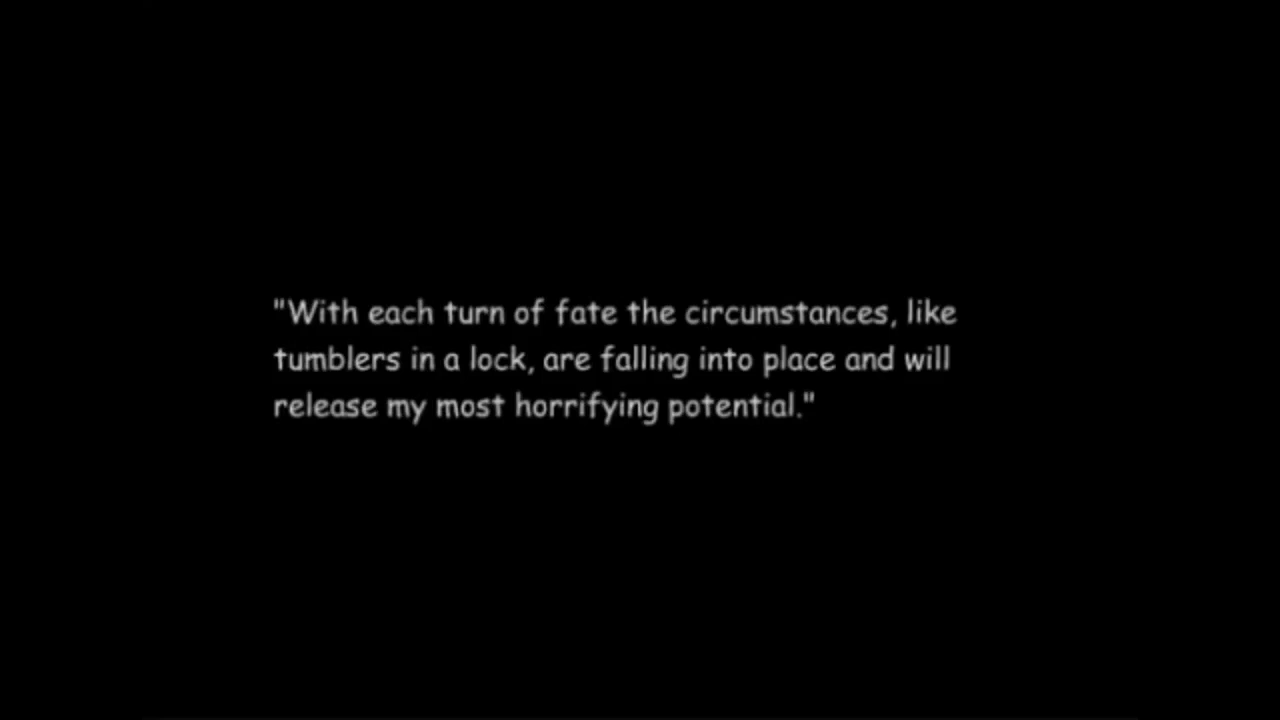 "With each turn of fate the circumstances, like
tumblers in a lock, are falling into place and will
release my most horrifying potential."